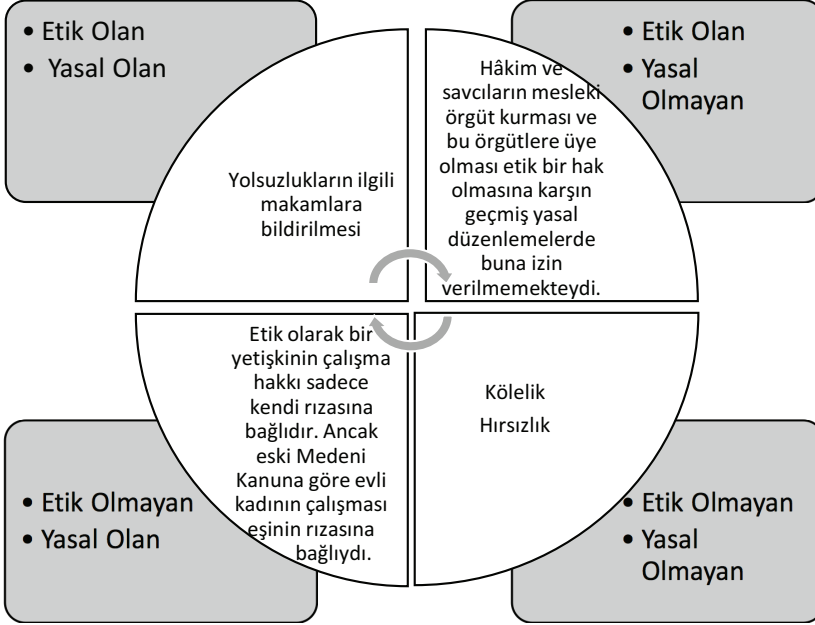 • Etik Olan
• Yasal Olan
• Etik Olan
• Yasal
Olmayan
Yolsuzlukların ilgili
makamlara
bildirilmesi
Hâkim ve
savcıların mesleki
örgüt kurması ve
bu örgütlere üye
olması etik bir hak
olmasına karşın
geçmiş yasal
düzenlemelerde
buna izin
verilmemekteydi.
Etik olarak bir
yetişkinin çalışma
hakkı sadece
kendi rızasına
bağlıdır. Ancak
eski Medeni
Kanuna göre evli
kadının çalışması
eşinin rızasına
bağlıydı.
Kölelik
Hırsızlık
• Etik Olmayan
• Yasal Olan
• Etik Olmayan
• Yasal
Olmayan